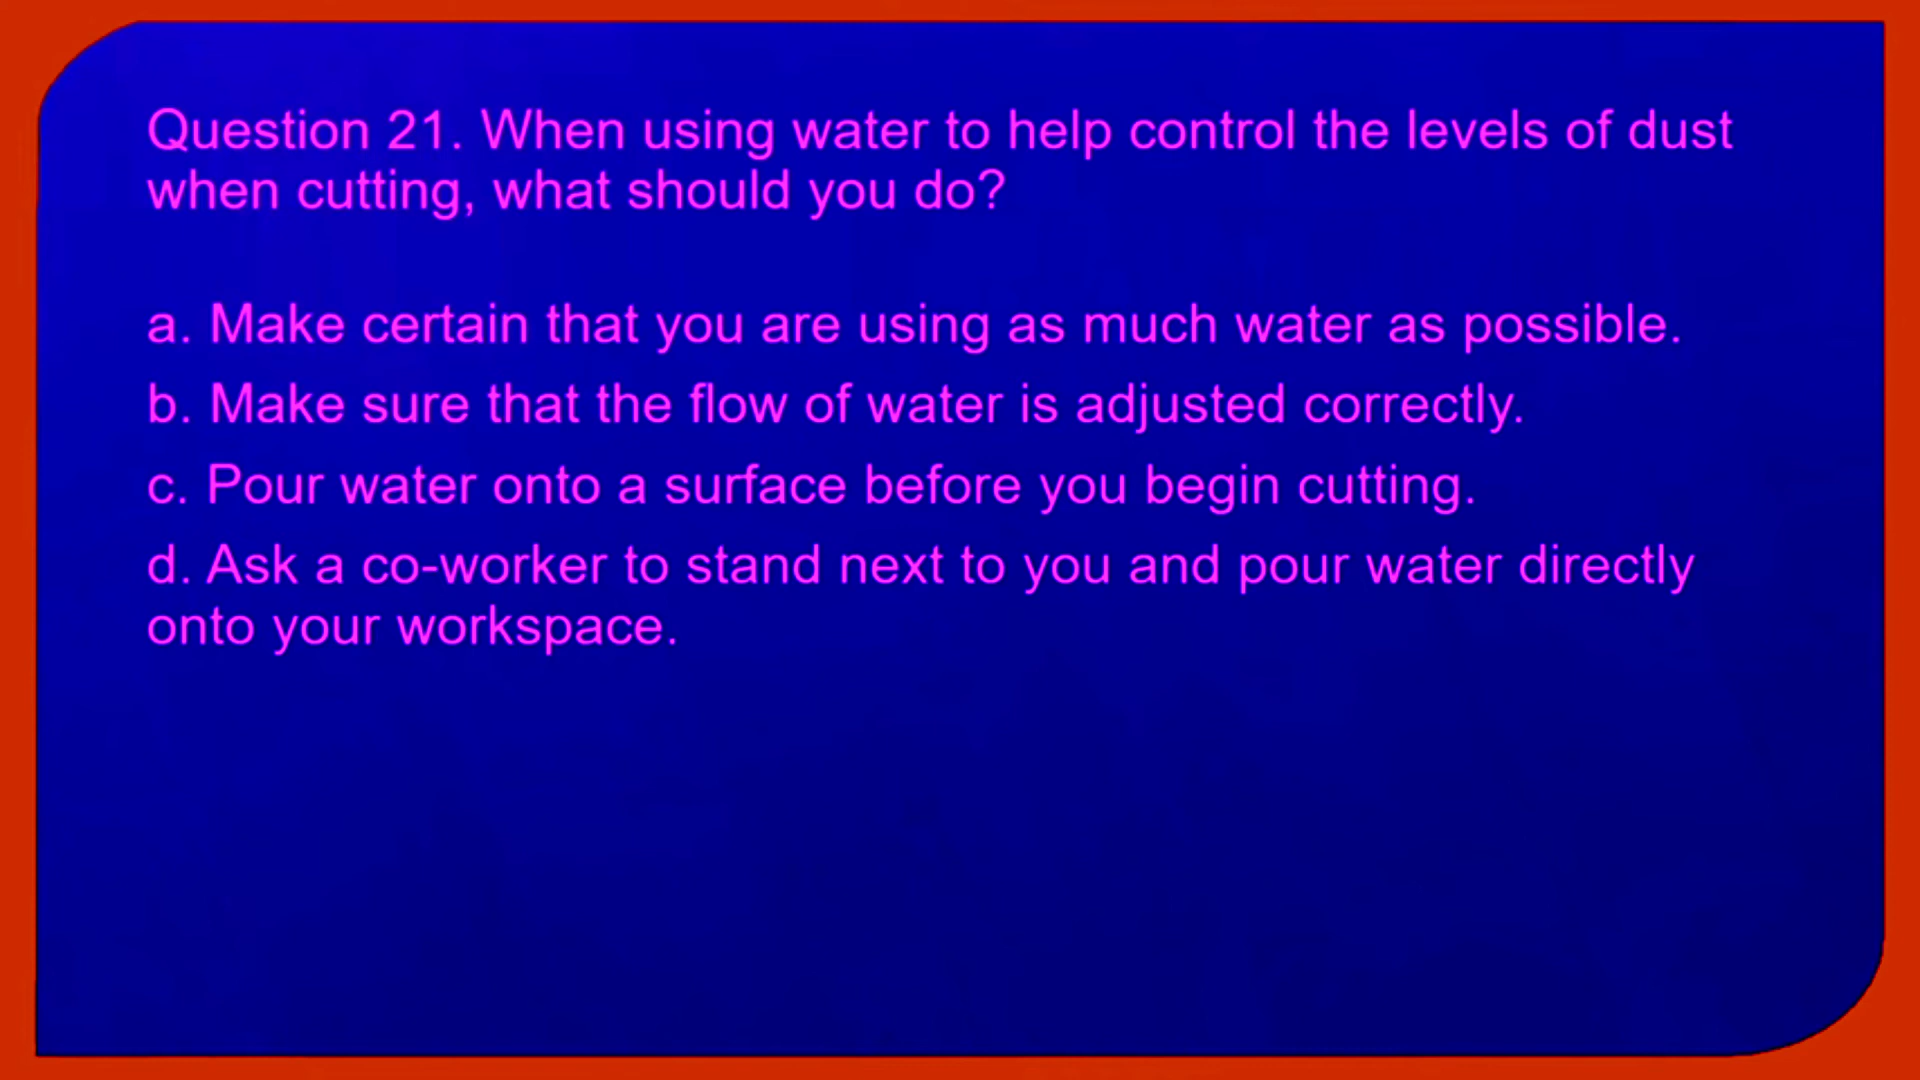 Question 21. When using water to help control the levels of dust
when cutting, what should you do?
a. Make certain that you are using as much water as possible.
b. Make sure that the flow of water is adjusted correctly.
c. Pour water onto a surface before you begin cutting.
d. Ask a co-worker to stand next to you and pour water directly
onto your workspace.